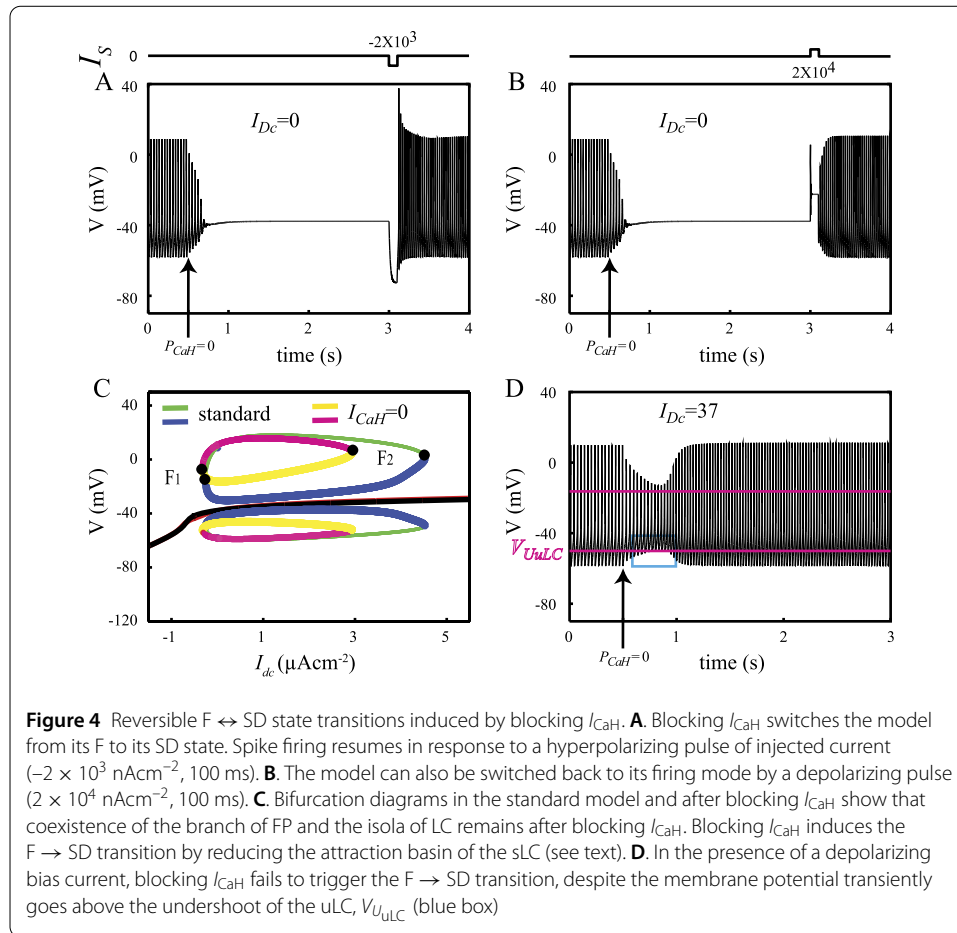 -2X10³
I_S 0
2X10⁴
A
B
40
0
-40
-80
V (mV)
I_Dc=0
0 1 2 3 4
P_CaH=0
time (s)
40
0
-40
-80
V (mV)
I_Dc=0
0 1 2 3 4
P_CaH=0
time (s)
C
40
0
-40
-80
-120
V (mV)
standard
I_CaH=0
F₁
F₂
-1 1 3 5
I_dc (µAcm⁻²)
D
I_Dc=37
40
0
-40
-80
V (mV)
V_UuLC
0 1 2 3
P_CaH=0
time (s)
Figure 4 Reversible F ↔ SD state transitions induced by blocking I_CaH. A. Blocking I_CaH switches the model
from its F to its SD state. Spike firing resumes in response to a hyperpolarizing pulse of injected current
(–2 × 10³ nAcm⁻², 100 ms). B. The model can also be switched back to its firing mode by a depolarizing pulse
(2 × 10⁴ nAcm⁻², 100 ms). C. Bifurcation diagrams in the standard model and after blocking I_CaH show that
coexistence of the branch of FP and the isola of LC remains after blocking I_CaH. Blocking I_CaH induces the
F → SD transition by reducing the attraction basin of the sLC (see text). D. In the presence of a depolarizing
bias current, blocking I_CaH fails to trigger the F → SD transition, despite the membrane potential transiently
goes above the undershoot of the uLC, V_UuLC (blue box)